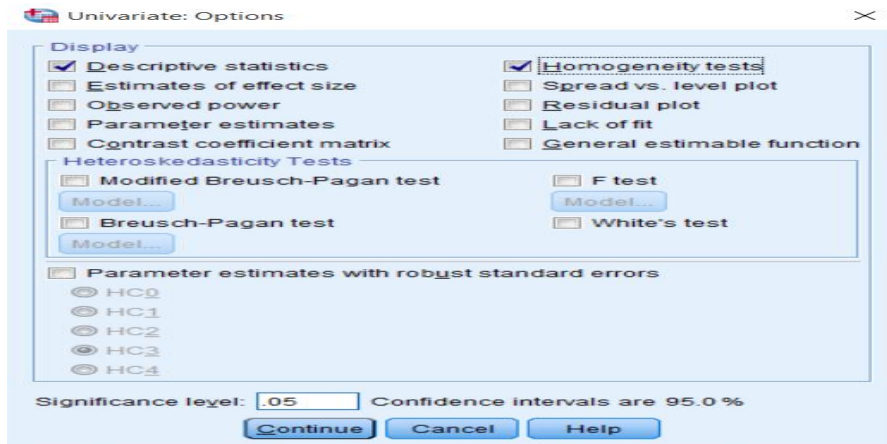 Univariate: Options
Display
Descriptive statistics
Homogeneity tests
Estimates of effect size
Spread vs. level plot
Observed power
Residual plot
Parameter estimates
Lack of fit
Contrast coefficient matrix
General estimable function
Heteroskedasticity Tests
Modified Breusch-Pagan test
F test
Model...
Model...
Breusch-Pagan test
White's test
Model...
Parameter estimates with robust standard errors
HC0
HC1
HC2
HC3
HC4
Significance level: .05 Confidence intervals are 95.0 %
Continue Cancel Help